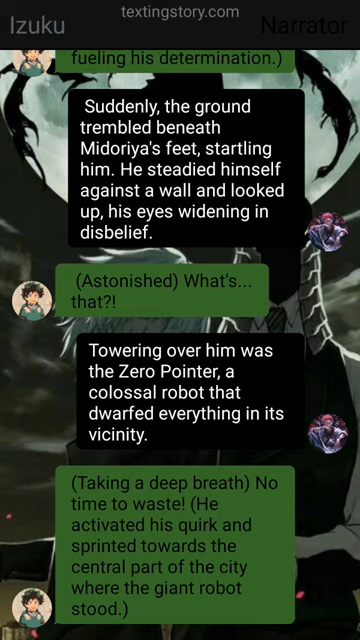 textingstory.com
Izuku
Narrator
fueling his determination.)
Suddenly, the ground
trembled beneath
Midoriya's feet, startling
him. He steadied himself
against a wall and looked
up, his eyes widening in
disbelief.
(Astonished) What's...
that?!
Towering over him was
the Zero Pointer, a
colossal robot that
dwarfed everything in its
vicinity.
(Taking a deep breath) No
time to waste! (He
activated his quirk and
sprinted towards the
central part of the city
where the giant robot
stood.)